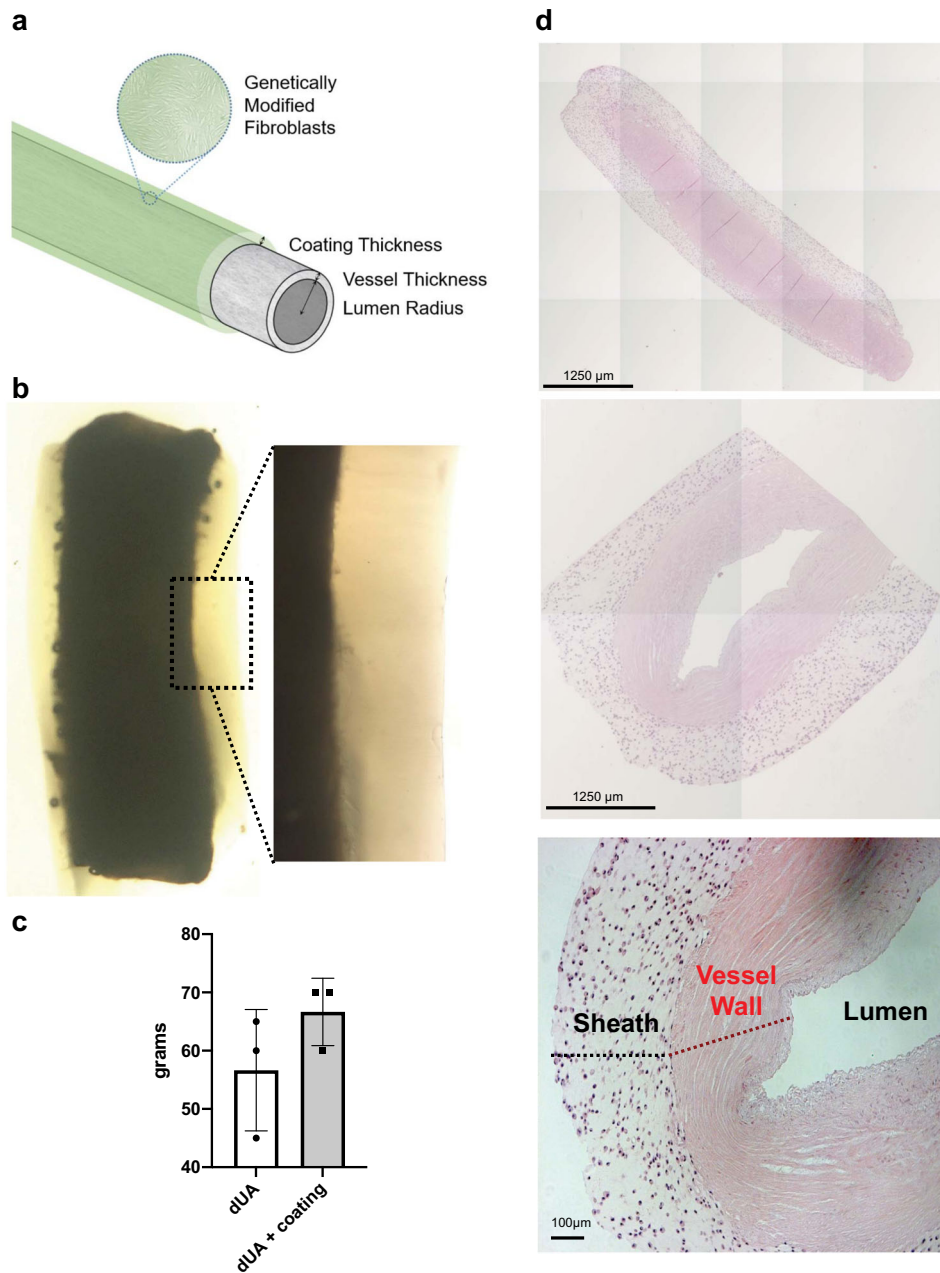 a
Genetically
Modified
Fibroblasts
Coating Thickness
Vessel Thickness
Lumen Radius
b
c
80
70
60
50
40
grams
dUA
dUA + coating
d
1250 µm
1250 µm
Vessel
Wall
Sheath
Lumen
100µm